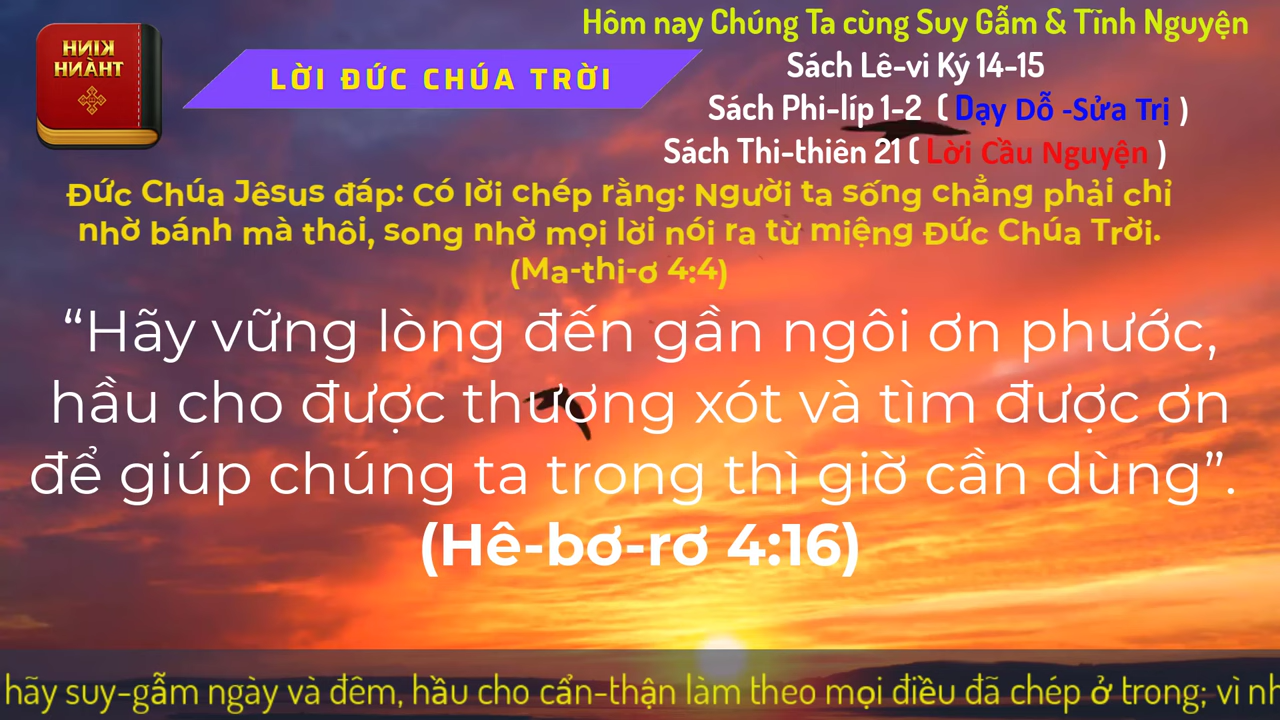 KINH
THÀNH
LỜI ĐỨC CHÚA TRỜI
Hôm nay Chúng Ta cùng Suy Gẫm & Tĩnh Nguyện
Sách Lê-vi Ký 14-15
Sách Phi-líp 1-2 ( Dạy Dỗ -Sửa Trị )
Sách Thi-thiên 21 ( Lời Cầu Nguyện )
Đức Chúa Jêsus đáp: Có lời chép rằng: Người ta sống chẳng phải chỉ
nhờ bánh mà thôi, song nhờ mọi lời nói ra từ miệng Đức Chúa Trời.
(Ma-thi-ơ 4:4)
“Hãy vững lòng đến gần ngôi ơn phước,
hầu cho được thương xót và tìm được ơn
để giúp chúng ta trong thì giờ cần dùng”.
(Hê-bơ-rơ 4:16)
hãy suy-gẫm ngày và đêm, hầu cho cẩn-thận làm theo mọi điều đã chép ở trong; vì nh